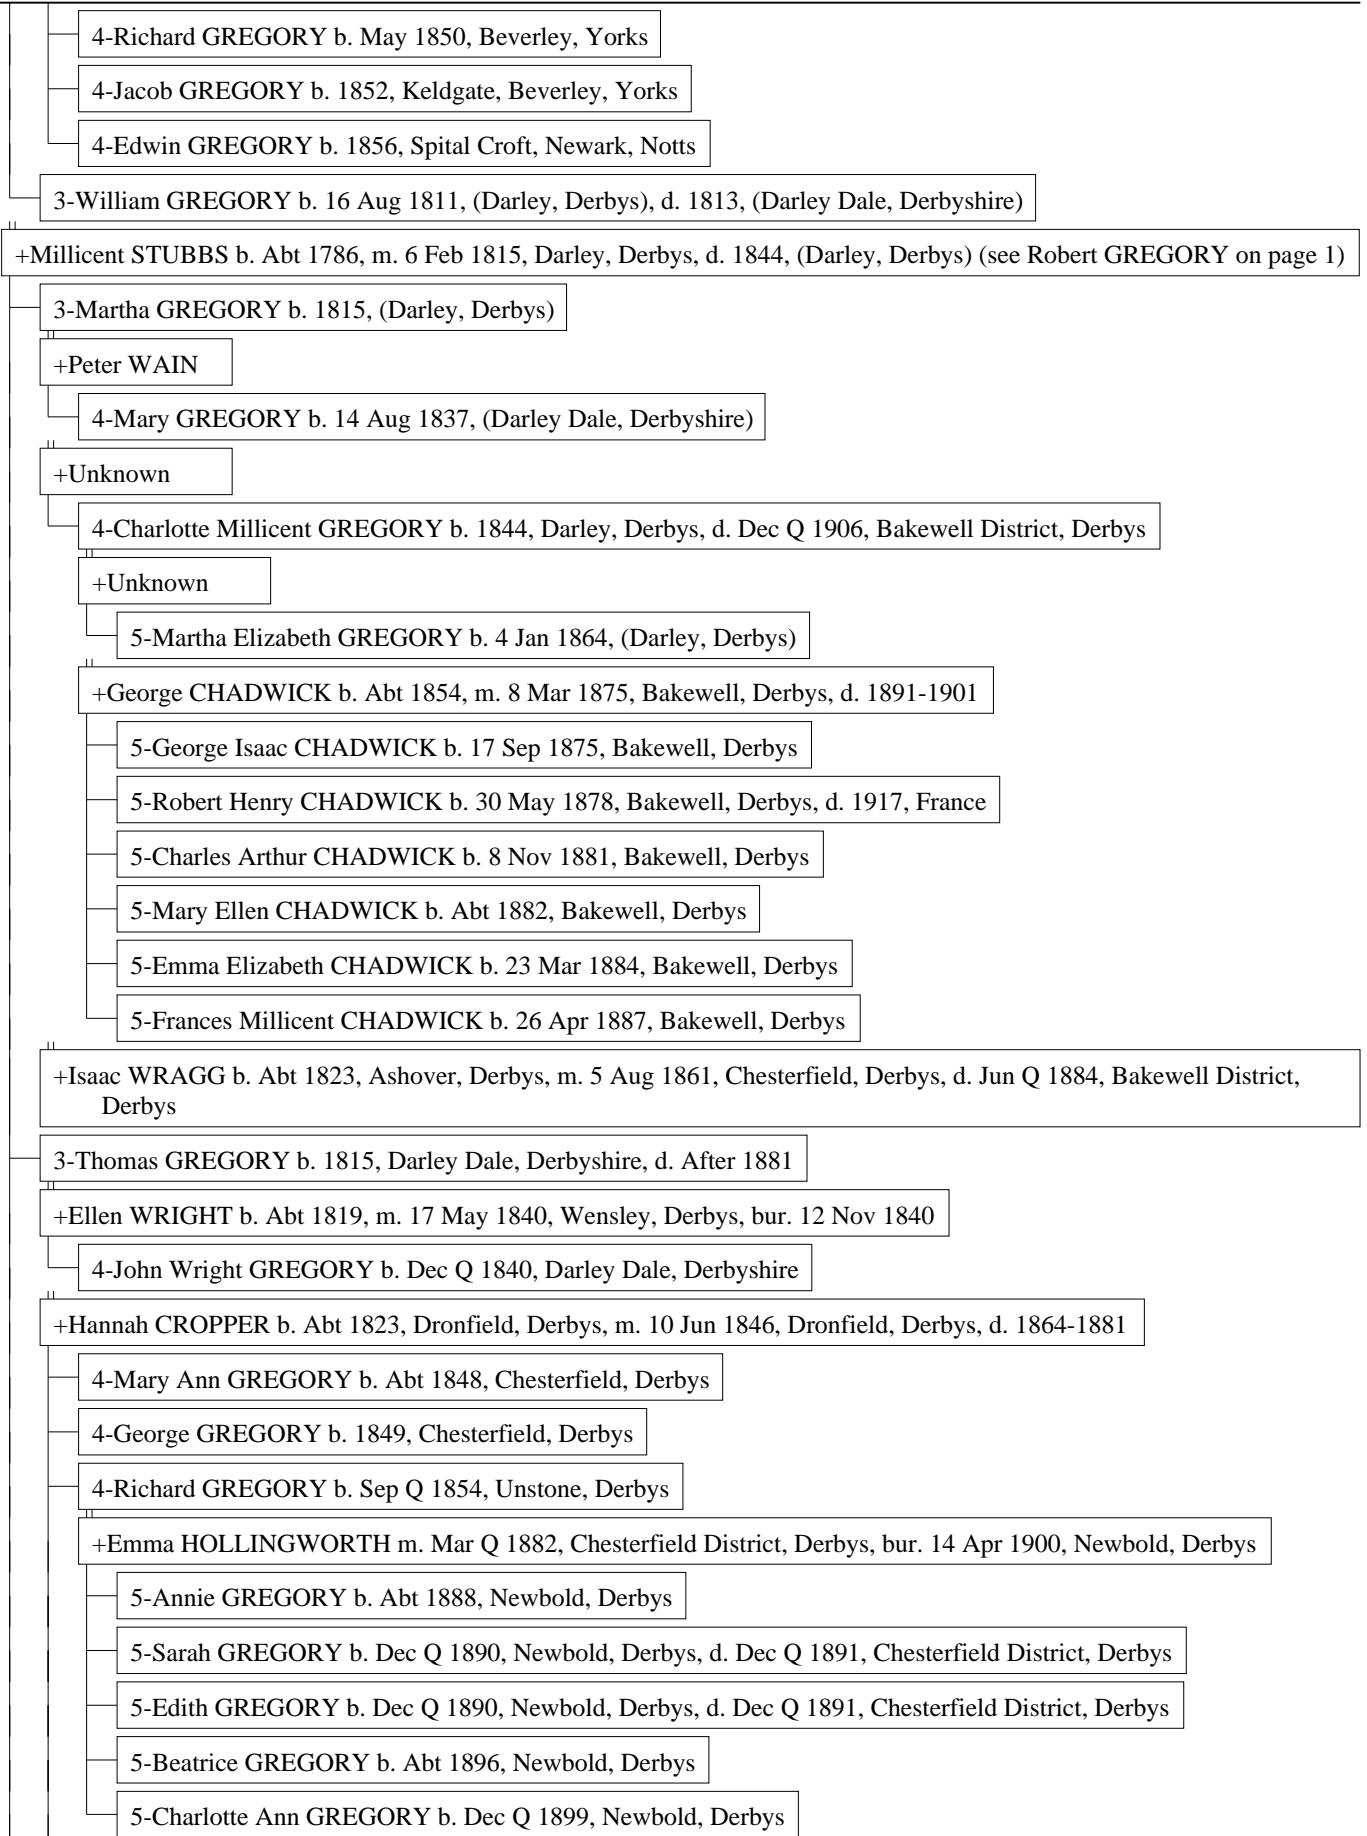 4-Richard GREGORY b. May 1850, Beverley, Yorks
4-Jacob GREGORY b. 1852, Keldgate, Beverley, Yorks
4-Edwin GREGORY b. 1856, Spital Croft, Newark, Notts
3-William GREGORY b. 16 Aug 1811, (Darley, Derbys), d. 1813, (Darley Dale, Derbyshire)
+Millicent STUBBS b. Abt 1786, m. 6 Feb 1815, Darley, Derbys, d. 1844, (Darley, Derbys) (see Robert GREGORY on page 1)
3-Martha GREGORY b. 1815, (Darley, Derbys)
+Peter WAIN
4-Mary GREGORY b. 14 Aug 1837, (Darley Dale, Derbyshire)
+Unknown
4-Charlotte Millicent GREGORY b. 1844, Darley, Derbys, d. Dec Q 1906, Bakewell District, Derbys
+Unknown
5-Martha Elizabeth GREGORY b. 4 Jan 1864, (Darley, Derbys)
+George CHADWICK b. Abt 1854, m. 8 Mar 1875, Bakewell, Derbys, d. 1891-1901
5-George Isaac CHADWICK b. 17 Sep 1875, Bakewell, Derbys
5-Robert Henry CHADWICK b. 30 May 1878, Bakewell, Derbys, d. 1917, France
5-Charles Arthur CHADWICK b. 8 Nov 1881, Bakewell, Derbys
5-Mary Ellen CHADWICK b. Abt 1882, Bakewell, Derbys
5-Emma Elizabeth CHADWICK b. 23 Mar 1884, Bakewell, Derbys
5-Frances Millicent CHADWICK b. 26 Apr 1887, Bakewell, Derbys
+Isaac WRAGG b. Abt 1823, Ashover, Derbys, m. 5 Aug 1861, Chesterfield, Derbys, d. Jun Q 1884, Bakewell District,
Derbys
3-Thomas GREGORY b. 1815, Darley Dale, Derbyshire, d. After 1881
+Ellen WRIGHT b. Abt 1819, m. 17 May 1840, Wensley, Derbys, bur. 12 Nov 1840
4-John Wright GREGORY b. Dec Q 1840, Darley Dale, Derbyshire
+Hannah CROPPER b. Abt 1823, Dronfield, Derbys, m. 10 Jun 1846, Dronfield, Derbys, d. 1864-1881
4-Mary Ann GREGORY b. Abt 1848, Chesterfield, Derbys
4-George GREGORY b. 1849, Chesterfield, Derbys
4-Richard GREGORY b. Sep Q 1854, Unstone, Derbys
+Emma HOLLINGWORTH m. Mar Q 1882, Chesterfield District, Derbys, bur. 14 Apr 1900, Newbold, Derbys
5-Annie GREGORY b. Abt 1888, Newbold, Derbys
5-Sarah GREGORY b. Dec Q 1890, Newbold, Derbys, d. Dec Q 1891, Chesterfield District, Derbys
5-Edith GREGORY b. Dec Q 1890, Newbold, Derbys, d. Dec Q 1891, Chesterfield District, Derbys
5-Beatrice GREGORY b. Abt 1896, Newbold, Derbys
5-Charlotte Ann GREGORY b. Dec Q 1899, Newbold, Derbys